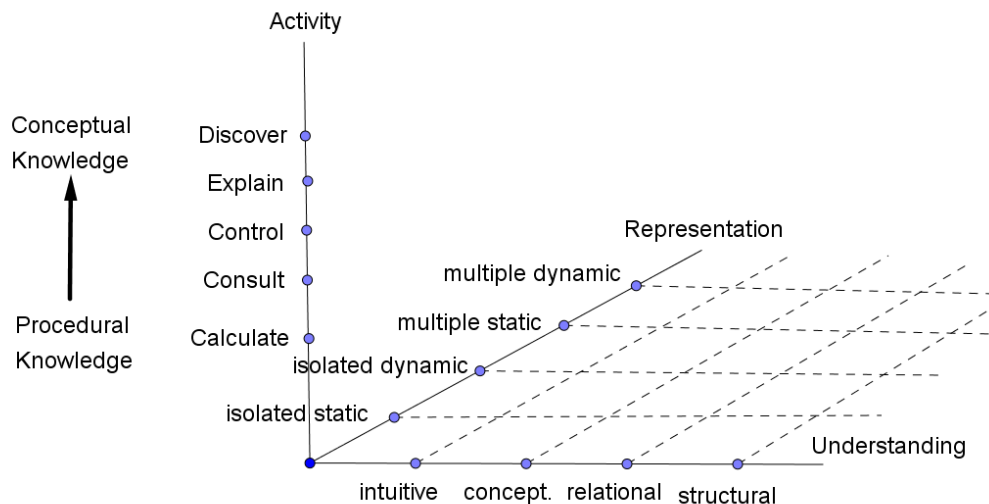 Activity
Conceptual
Knowledge
Discover
Explain
Control
Consult
Calculate
Procedural
Knowledge
Representation
multiple dynamic
multiple static
isolated dynamic
isolated static
Understanding
intuitive
concept.
relational
structural